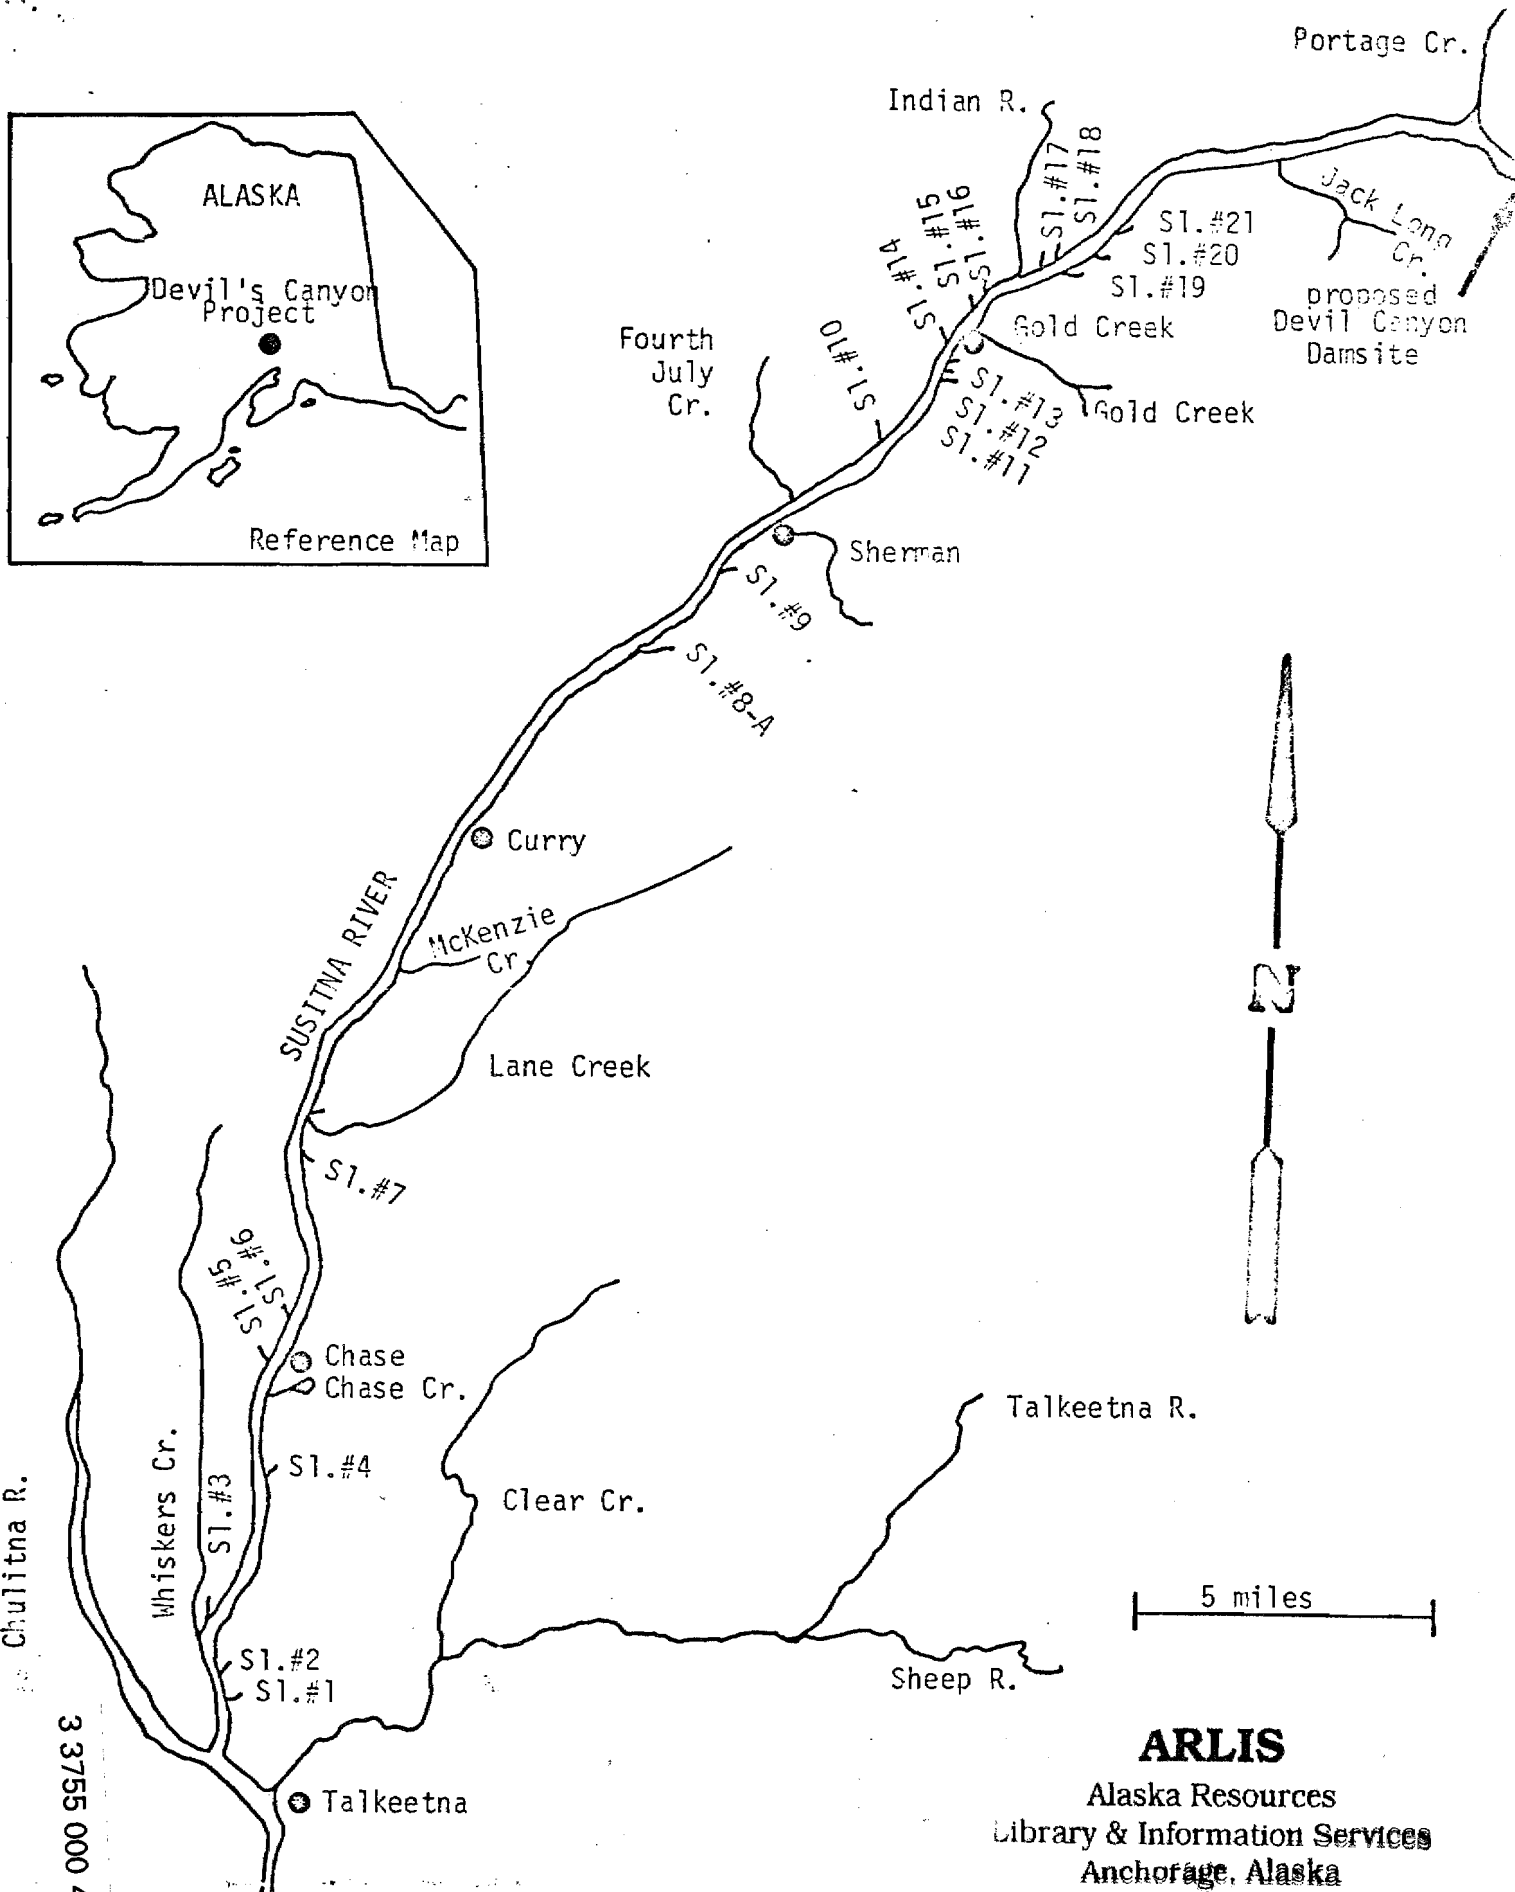 Portage Cr.
Indian R.
Sl.#17
Sl.#18
ALASKA
Devil's Canyon
Project
Reference Map
Sl.#16
Sl.#15
Sl.#14
Sl.#10
Jack Long
Cr.
Sl.#21
Sl.#20
Sl.#19
proposed
Devil Canyon
Damsite
Gold Creek
Gold Creek
Sl.#13
Sl.#12
Sl.#11
Fourth
July
Cr.
Sherman
Sl.#9
Sl.#8-A
Curry
SUSITNA RIVER
McKenzie
Cr.
Lane Creek
N
Sl.#7
Sl.#6
Sl.#5
Chase
Chase Cr.
Talkeetna R.
Whiskers Cr.
Sl.#3
Sl.#4
Clear Cr.
Chulitna R.
5 miles
Sl.#2
Sl.#1
Sheep R.
Talkeetna
3 3755 000
ARLIS
Alaska Resources
Library & Information Services
Anchorage, Alaska